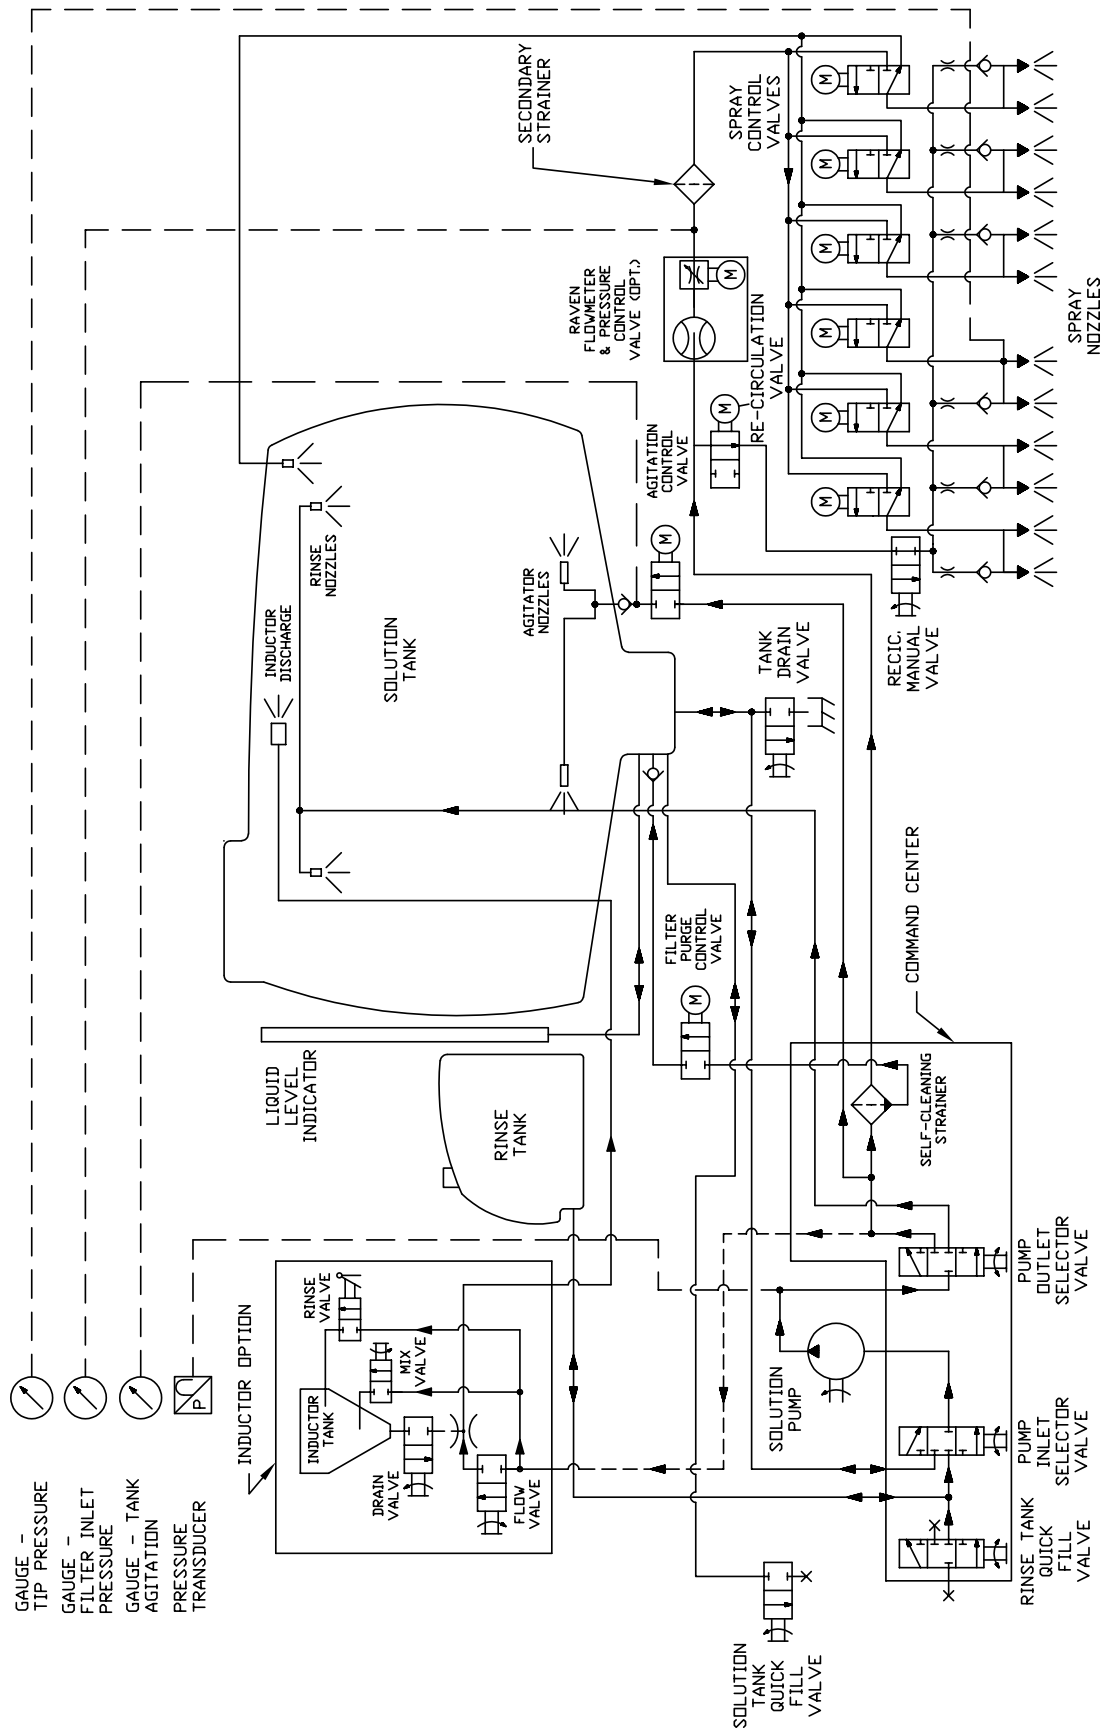 GAUGE -
TIP PRESSURE
GAUGE -
FILTER INLET
PRESSURE
GAUGE - TANK
AGITATION
PRESSURE
TRANSDUCER
P
INDUCTOR OPTION
RINSE
VALVE
MIX
VALVE
INDUCTOR
TANK
DRAIN
VALVE
FLOW
VALVE
RINSE
TANK
LIQUID
LEVEL
INDICATOR
SOLUTION
TANK
INDUCTOR
DISCHARGE
RINSE
NOZZLES
AGITATOR
NOZZLES
SECONDARY
STRAINER
RAVEN
FLOWMETER
& PRESSURE
CONTROL
VALVE (OPT.)
M
AGITATION
CONTROL
VALVE
M
RE-CIRCULATION
VALVE
M
SPRAY
CONTROL
VALVES
M
M
M
M
M
M
SPRAY
NOZZLES
RECIC.
MANUAL
VALVE
TANK
DRAIN
VALVE
FILTER
PURGE
CONTROL
VALVE
M
COMMAND CENTER
SELF-CLEANING
STRAINER
PUMP
OUTLET
SELECTOR
VALVE
SOLUTION
PUMP
PUMP
INLET
SELECTOR
VALVE
RINSE TANK
QUICK
FILL
VALVE
SOLUTION
TANK
QUICK
FILL
VALVE